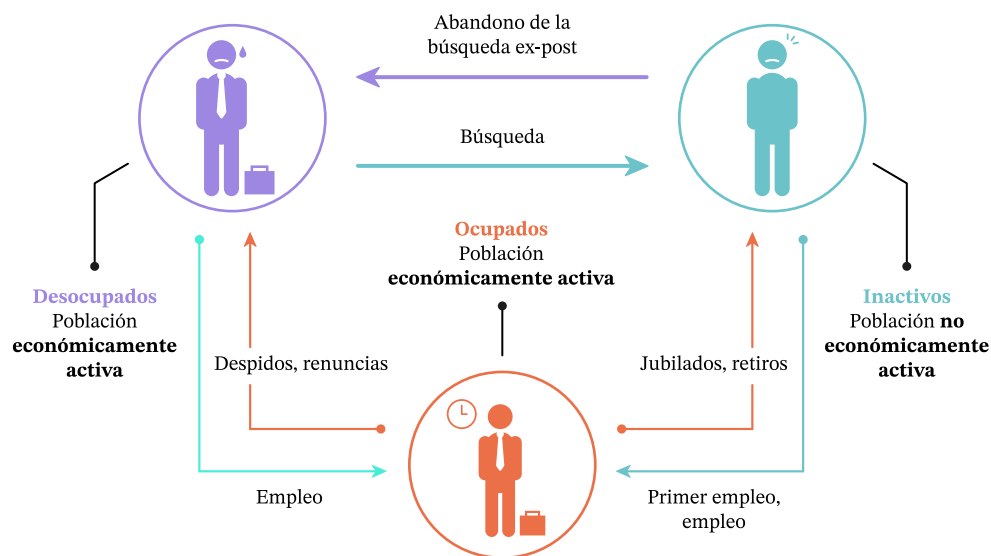 Abandono de la
búsqueda ex-post
Búsqueda
Ocupados
Población
económicamente activa
Desocupados
Población
económicamente
activa
Inactivos
Población no
económicamente
activa
Despidos, renuncias
Jubilados, retiros
Empleo
Primer empleo,
empleo